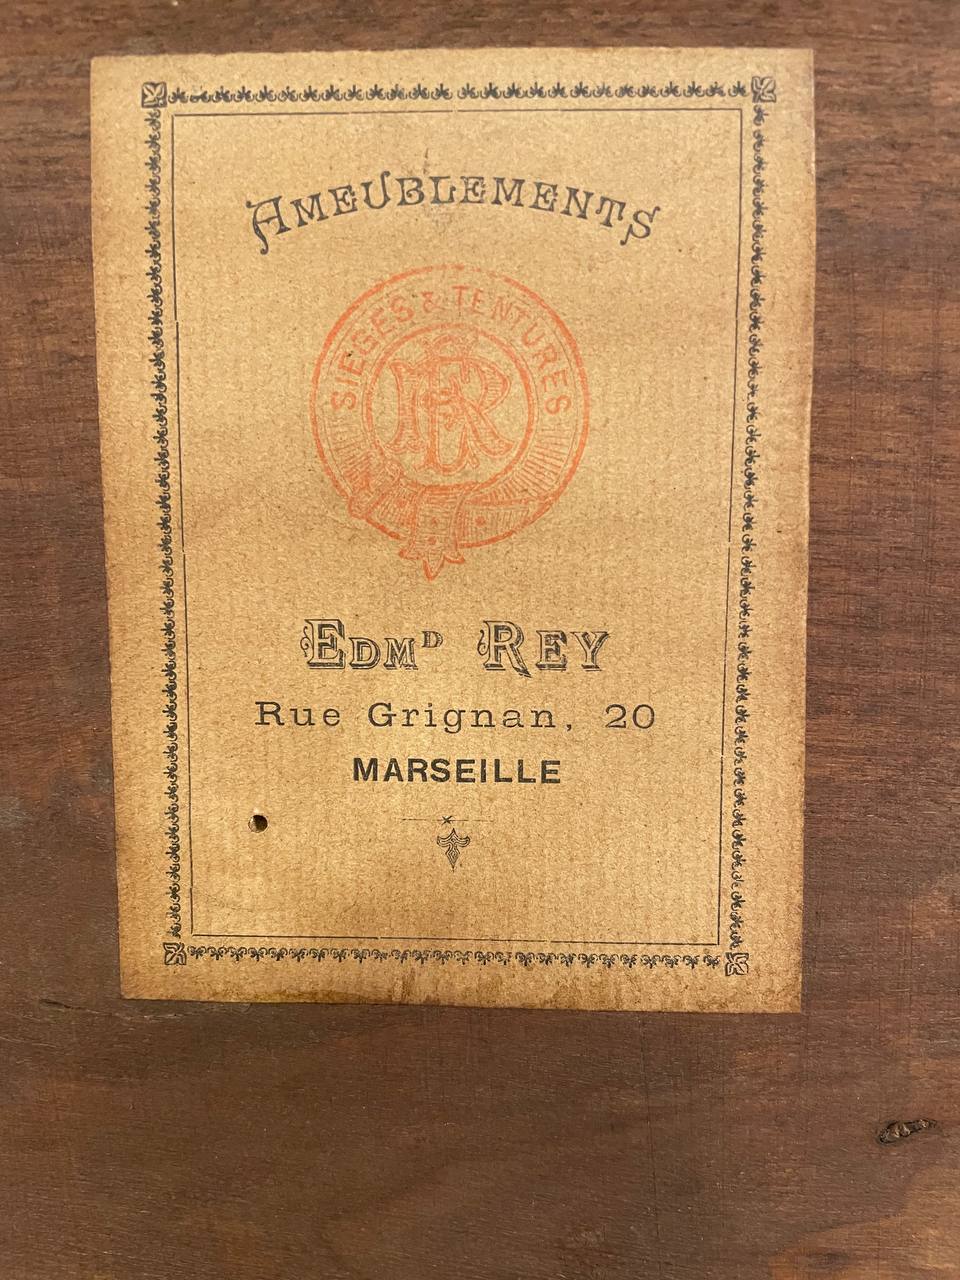 AMEUBLEMENTS
SIEGES & TENTURES
ER
EDMD REY
Rue Grignan, 20
MARSEILLE